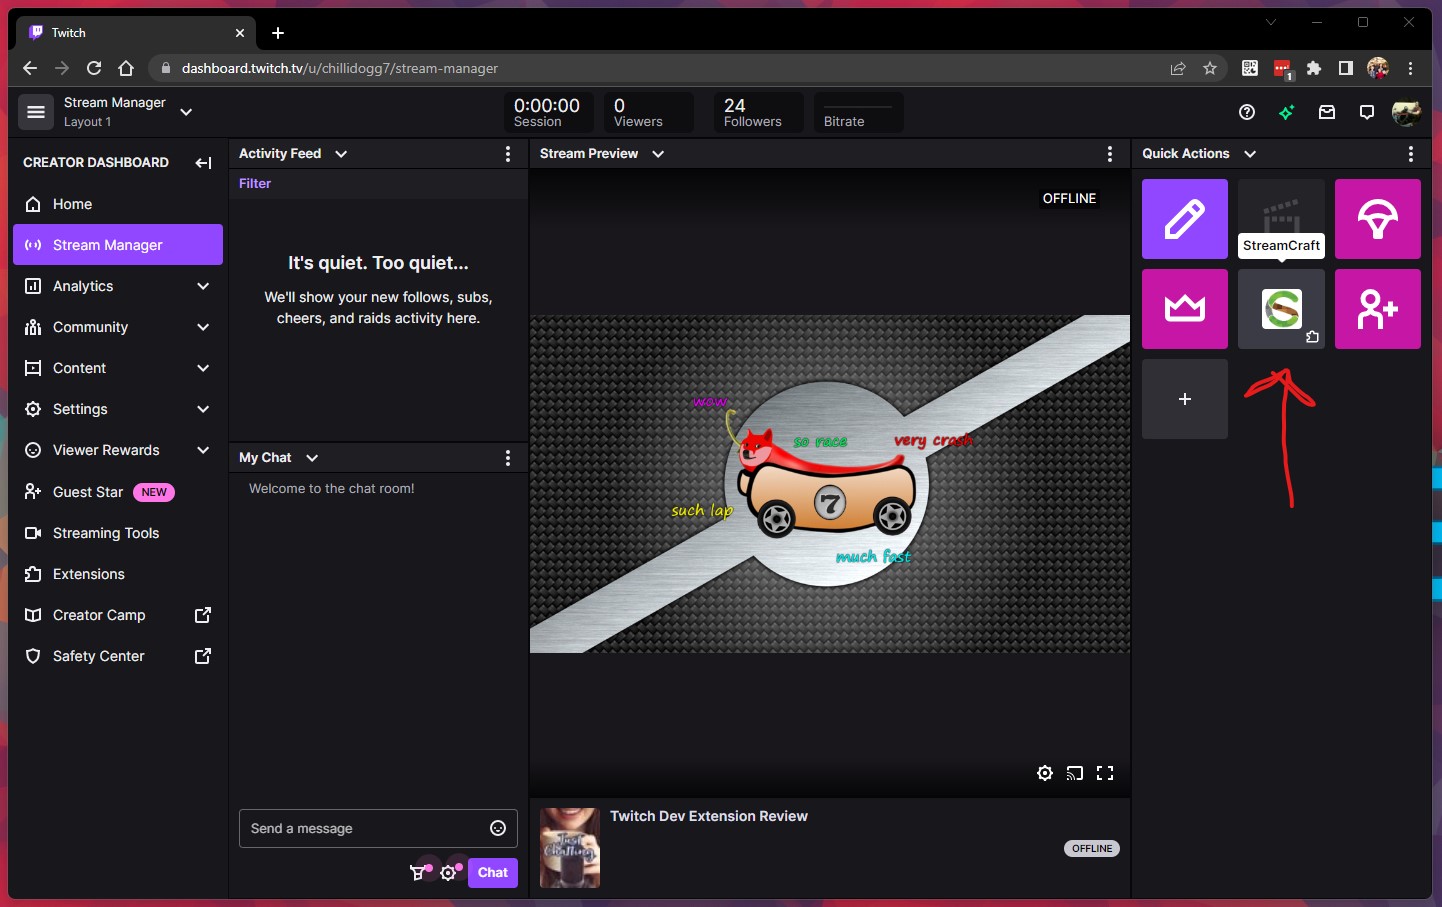 Twitch
dashboard.twitch.tv/u/chillidogg7/stream-manager
1
Stream Manager
Layout 1
0:00:00
Session
0
Viewers
24
Followers
Bitrate
CREATOR DASHBOARD
Home
Stream Manager
Analytics
Community
Content
Settings
Viewer Rewards
Guest Star NEW
Streaming Tools
Extensions
Creator Camp
Safety Center
Activity Feed
Filter
It's quiet. Too quiet...
We'll show your new follows, subs,
cheers, and raids activity here.
My Chat
Welcome to the chat room!
Send a message
Chat
Stream Preview
OFFLINE
wow
so race
very crash
7
such lap
much fast
Just
Chatting
Twitch Dev Extension Review
OFFLINE
Quick Actions
StreamCraft